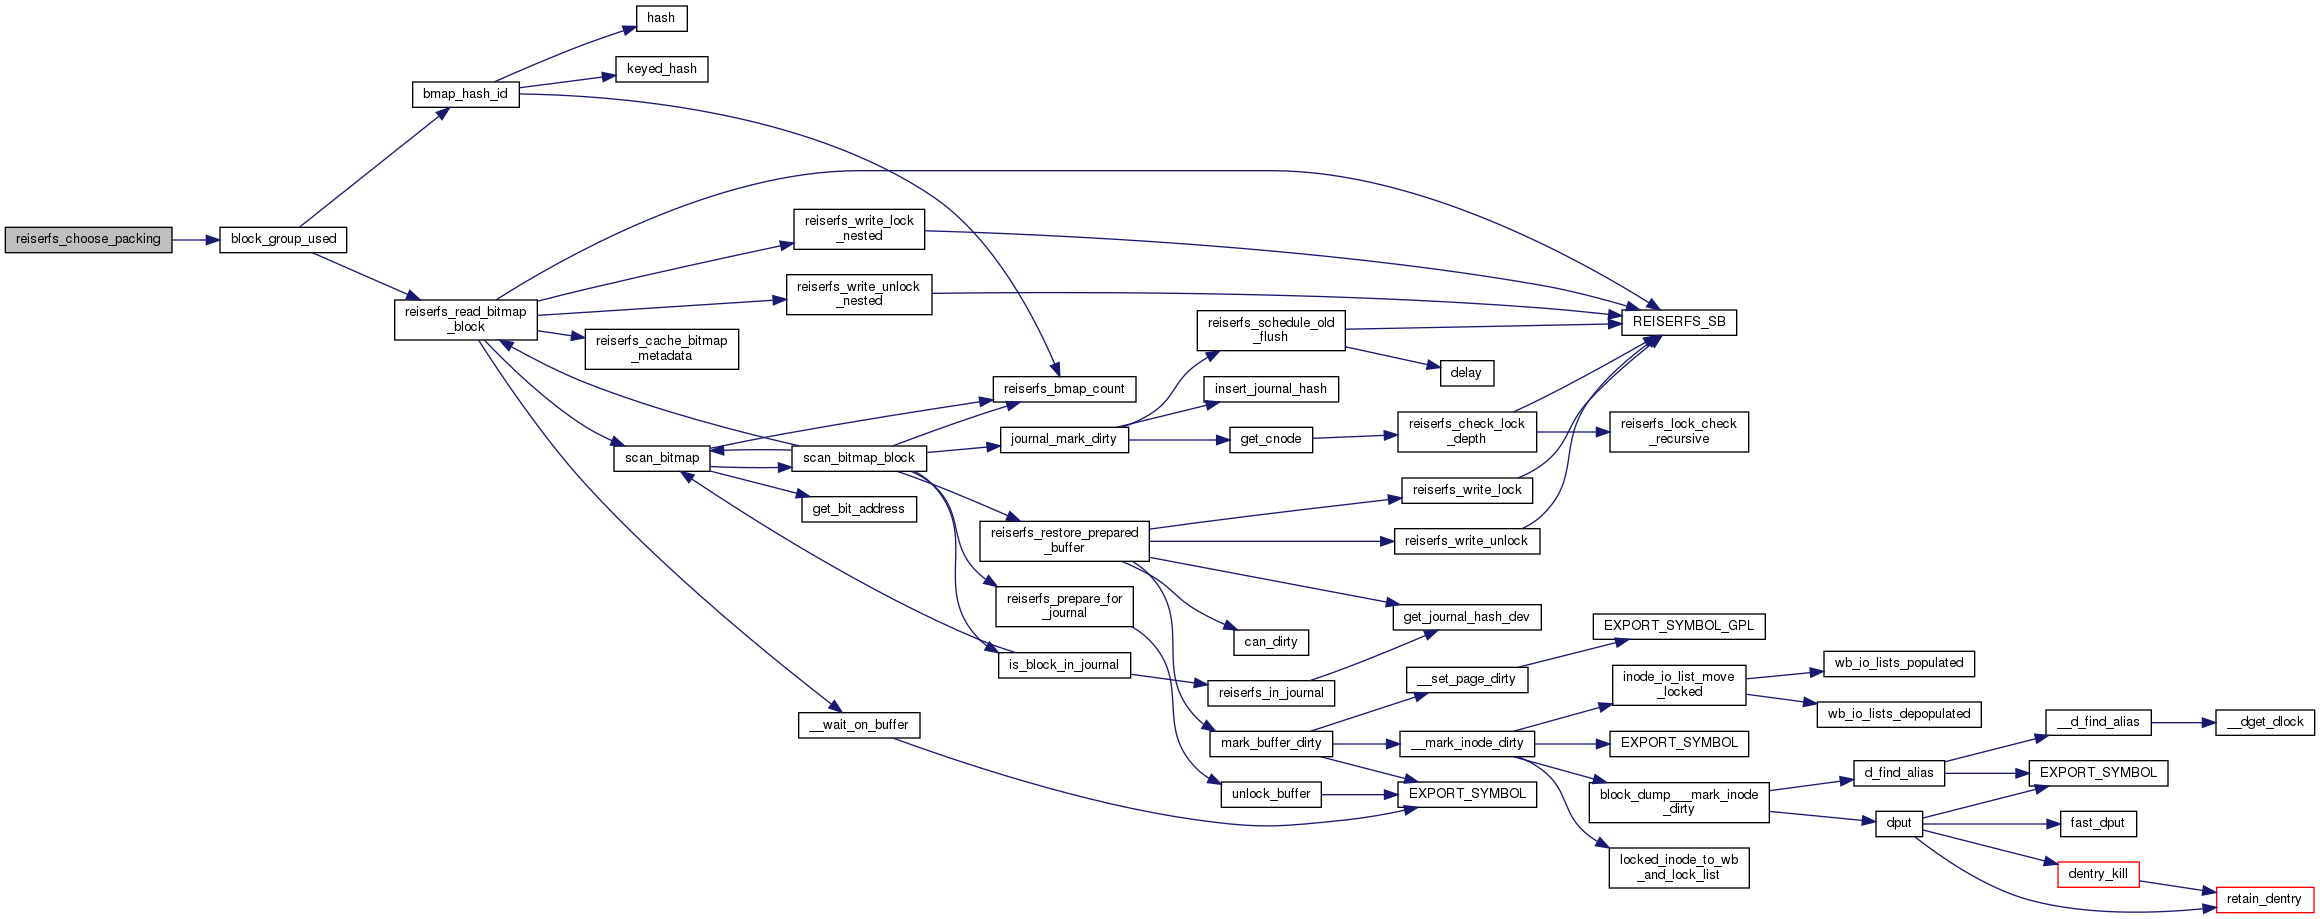 hash
keyed_hash
bmap_hash_id
reiserfs_choose_packing
block_group_used
reiserfs_write_lock
_nested
reiserfs_write_unlock
_nested
reiserfs_read_bitmap
_block
reiserfs_cache_bitmap
_metadata
REISERFS_SB
reiserfs_schedule_old
_flush
delay
reiserfs_bmap_count
insert_journal_hash
journal_mark_dirty
get_cnode
reiserfs_check_lock
_depth
reiserfs_lock_check
_recursive
scan_bitmap
scan_bitmap_block
get_bit_address
reiserfs_write_lock
reiserfs_restore_prepared
_buffer
reiserfs_write_unlock
reiserfs_prepare_for
_journal
get_journal_hash_dev
can_dirty
EXPORT_SYMBOL_GPL
is_block_in_journal
reiserfs_in_journal
__set_page_dirty
inode_io_list_move
_locked
wb_io_lists_populated
wb_io_lists_depopulated
__wait_on_buffer
mark_buffer_dirty
__mark_inode_dirty
EXPORT_SYMBOL
__d_find_alias
__dget_dlock
unlock_buffer
EXPORT_SYMBOL
block_dump___mark_inode
_dirty
d_find_alias
EXPORT_SYMBOL
dput
fast_dput
locked_inode_to_wb
_and_lock_list
dentry_kill
retain_dentry